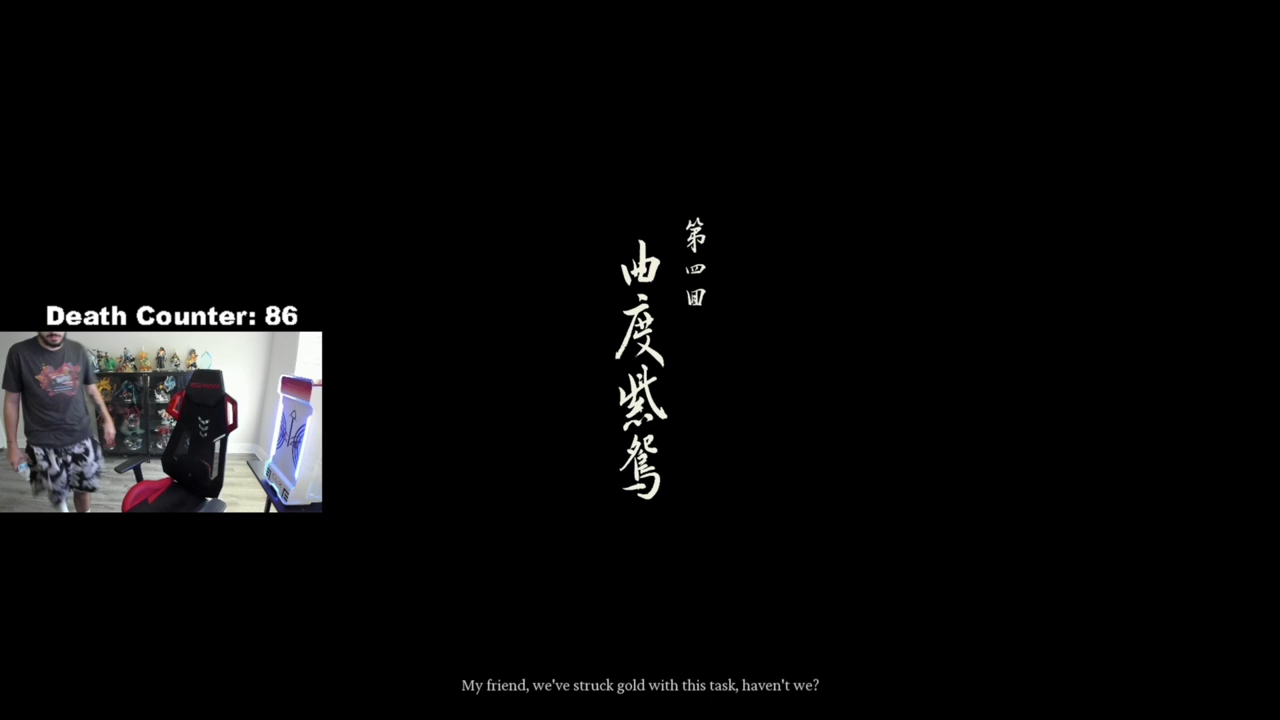 第四回
曲度紫鴛
Death Counter: 86
My friend, we've struck gold with this task, haven't we?